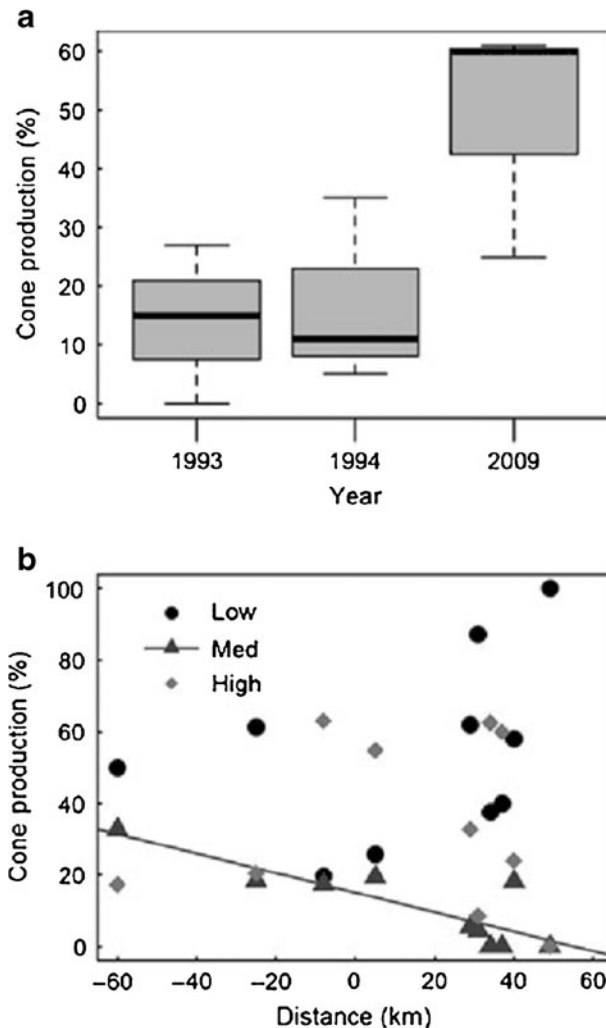 a
Cone production (%)
60
50
40
30
20
10
0
1993 1994 2009
Year
b
Cone production (%)
100
80
60
40
20
0
Low
Med
High
−60 −40 −20 0 20 40 60
Distance (km)